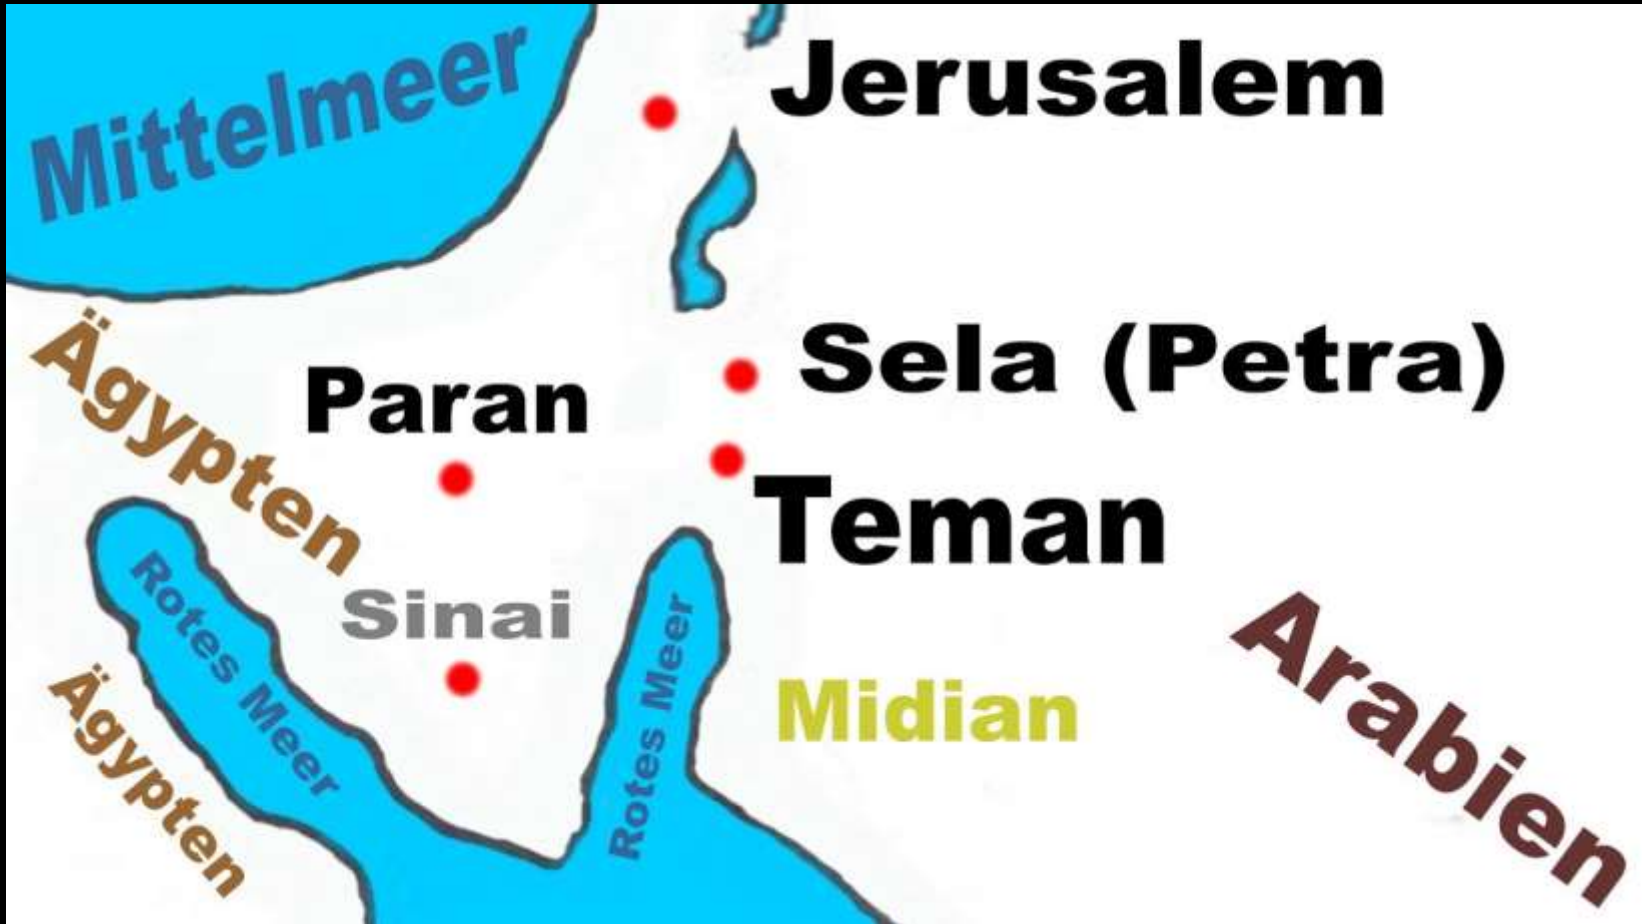 Mittelmeer
Jerusalem
Sela (Petra)
Ägypten
Paran
Teman
Rotes Meer
Sinai
Rotes Meer
Arabien
Ägypten
Midian